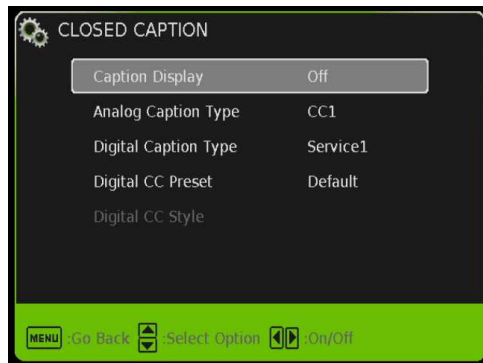 CLOSED CAPTION
Caption Display Off
Analog Caption Type CC1
Digital Caption Type Service1
Digital CC Preset Default
Digital CC Style
MENU :Go Back :Select Option :On/Off